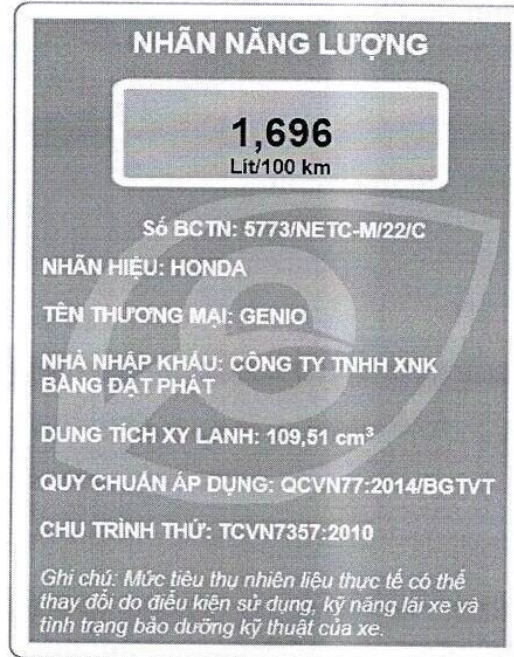 NHÃN NĂNG LƯỢNG
1,696
Lít/100 km
Số BCTN: 5773/NETC-M/22/C
NHÃN HIỆU: HONDA
TÊN THƯƠNG MẠI: GENIO
NHÀ NHẬP KHẨU: CÔNG TY TNHH XNK
BẰNG ĐẠT PHÁT
DUNG TÍCH XY LANH: 109,51 cm³
QUY CHUẨN ÁP DỤNG: QCVN77:2014/BGTVT
CHU TRÌNH THỬ: TCVN7357:2010
Ghi chú: Mức tiêu thụ nhiên liệu thực tế có thể
thay đổi do điều kiện sử dụng, kỹ năng lái xe và
tình trạng bảo dưỡng kỹ thuật của xe.